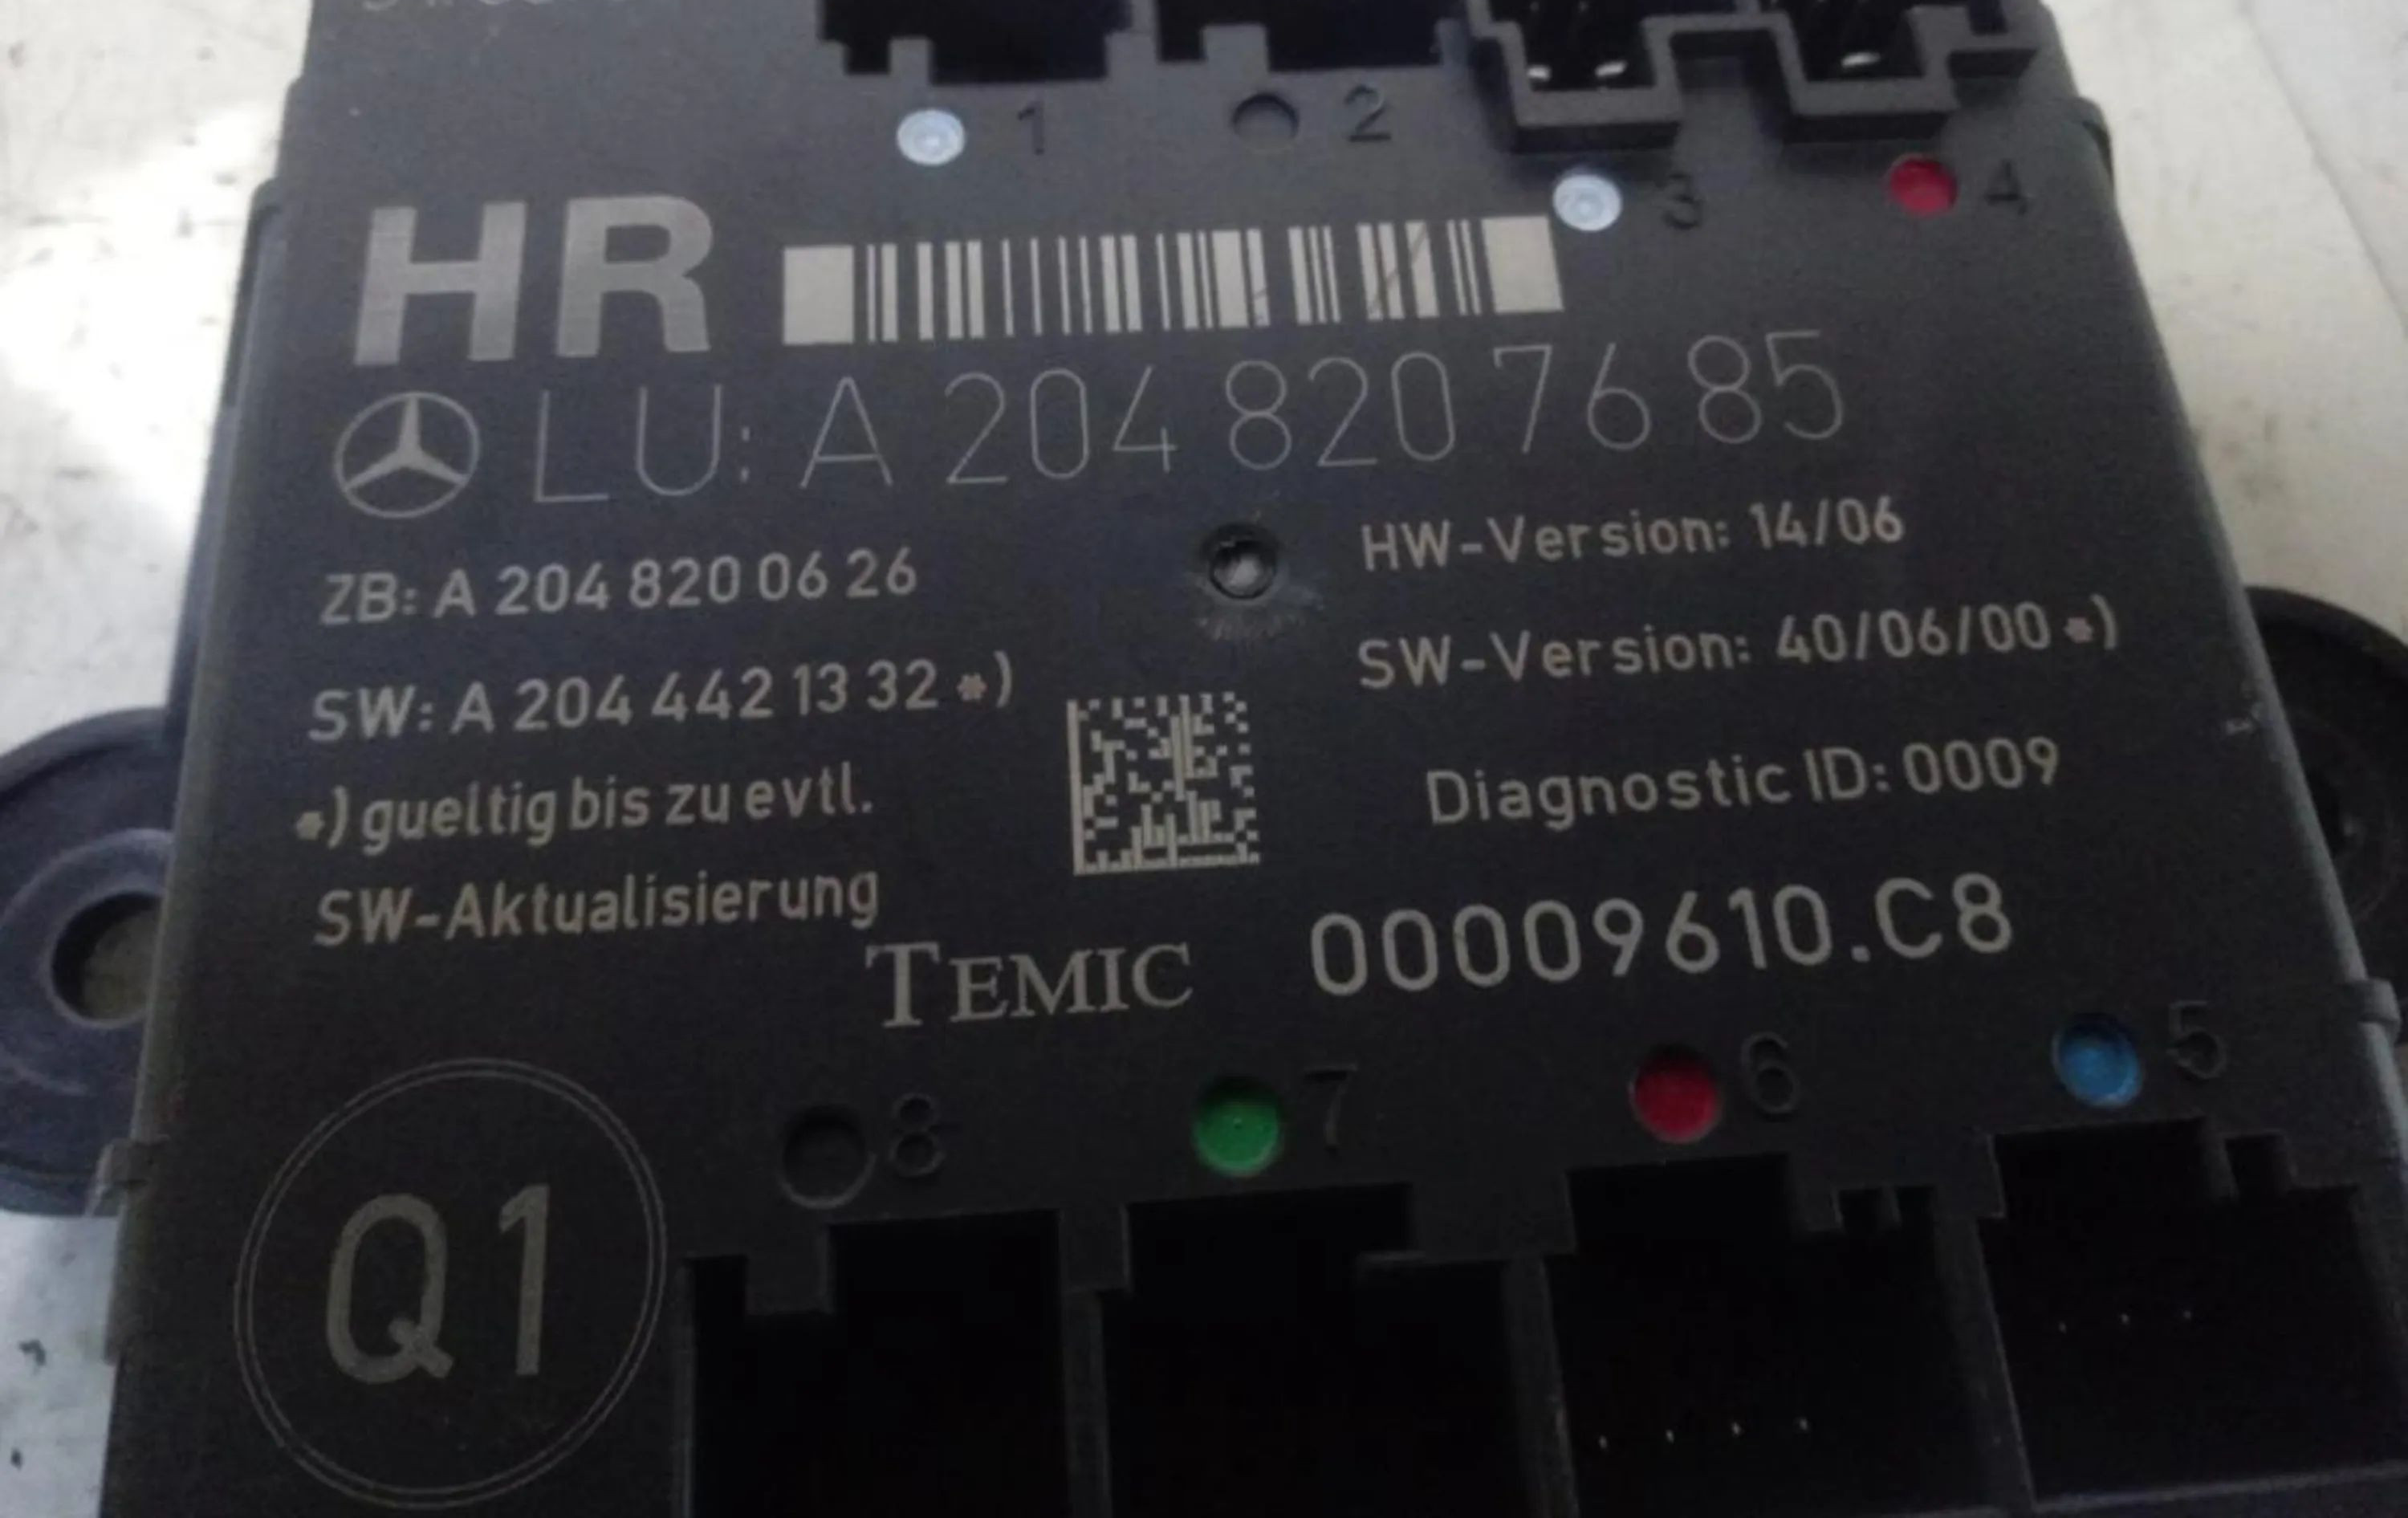 1
2
3
4
HR
LU: A 204 820 76 85
ZB: A 204 820 06 26
HW-Version: 14/06
SW: A 204 442 13 32 *)
SW-Version: 40/06/00 *)
*) gueltig bis zu evtl.
Diagnostic ID: 0009
SW-Aktualisierung
TEMIC
00009610.C8
8
7
6
5
Q1